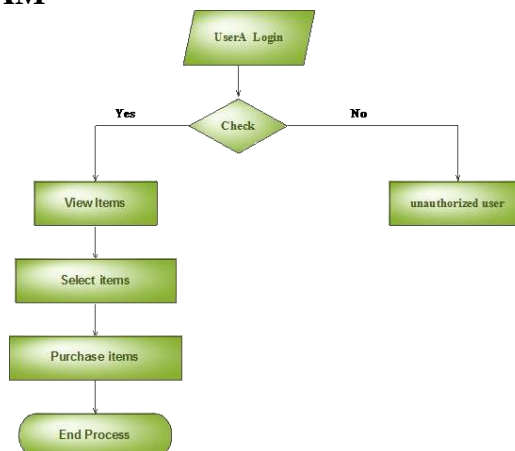 UserA Login
Check
Yes
No
View Items
unauthorized user
Select items
Purchase items
End Process